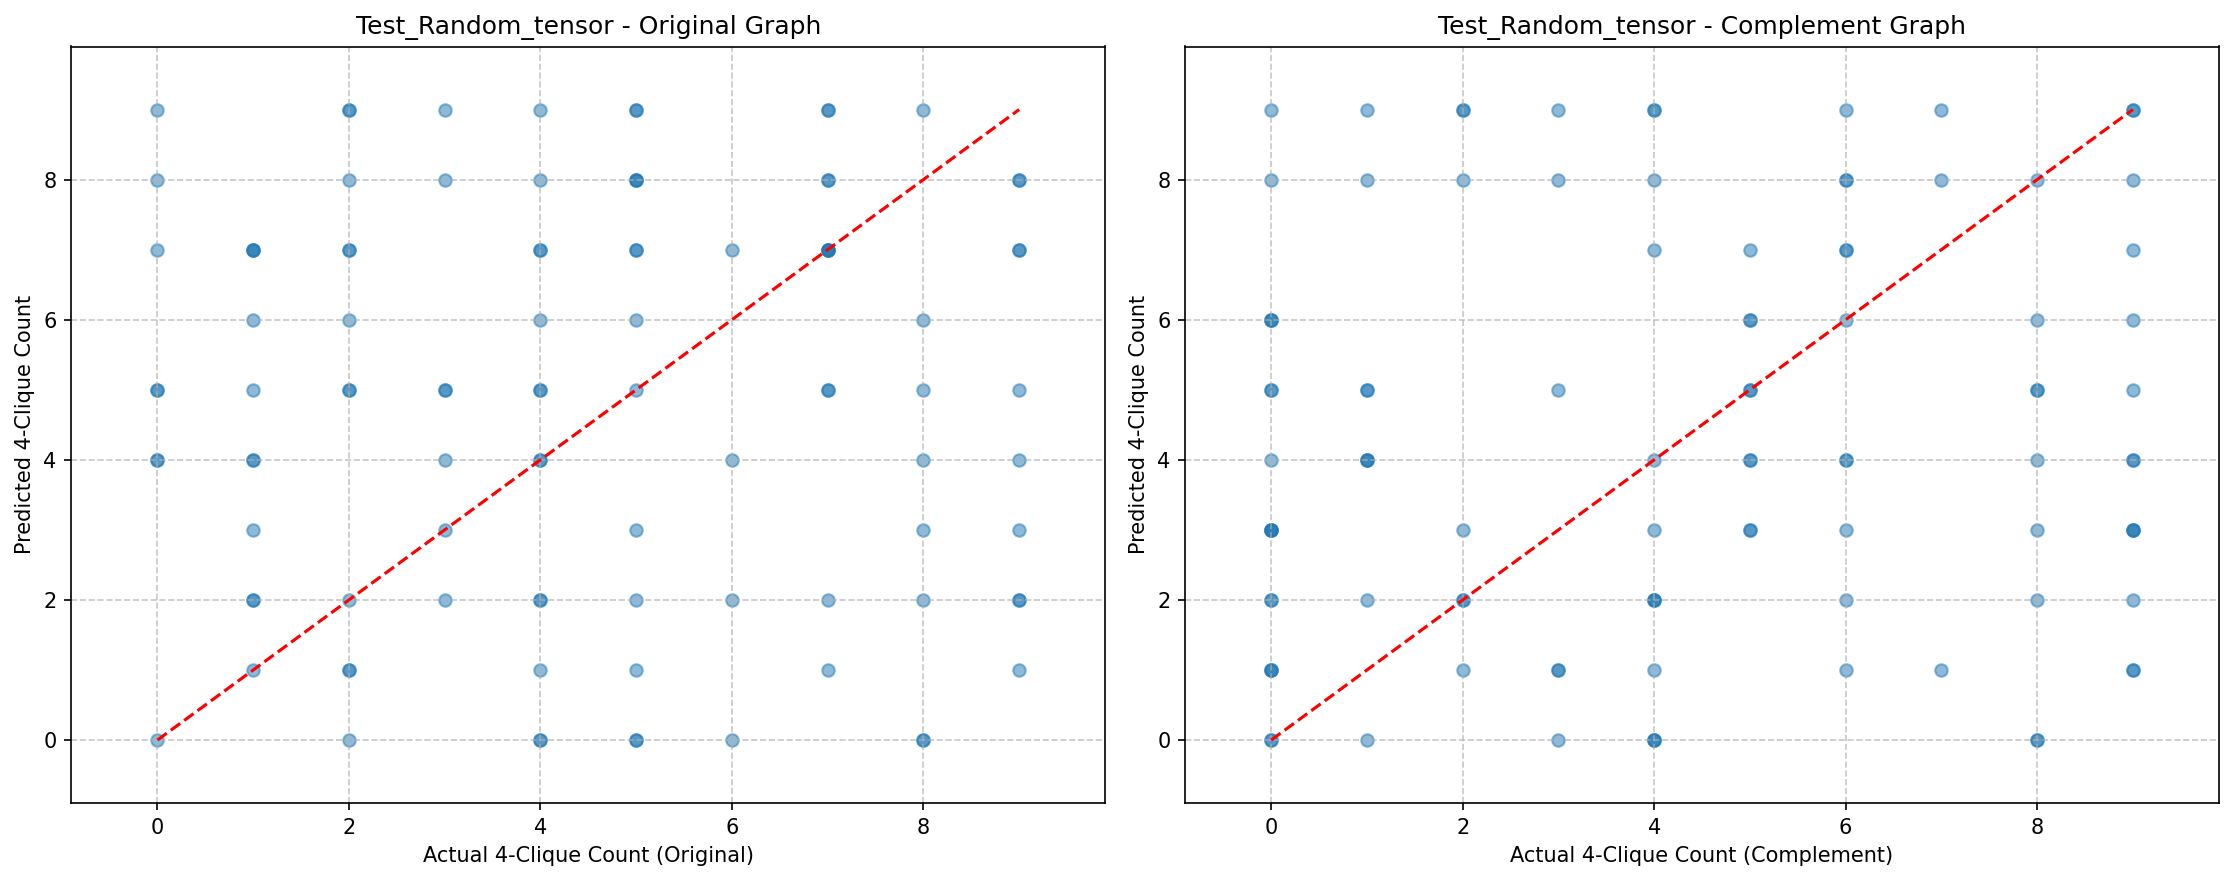 Test_Random_tensor - Original Graph
Predicted 4-Clique Count
8
6
4
2
0
0 2 4 6 8
Actual 4-Clique Count (Original)
Test_Random_tensor - Complement Graph
Predicted 4-Clique Count
8
6
4
2
0
0 2 4 6 8
Actual 4-Clique Count (Complement)